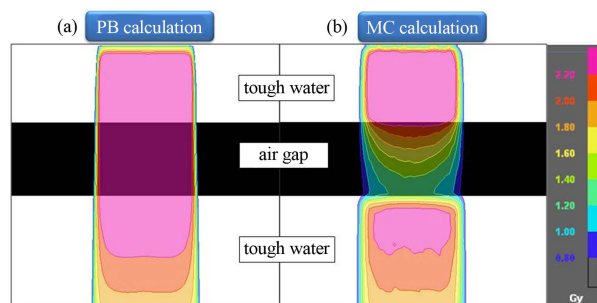 (a) PB calculation (b) MC calculation
tough water
air gap
tough water
2.20
2.00
1.80
1.60
1.40
1.20
1.00
0.80
Gy